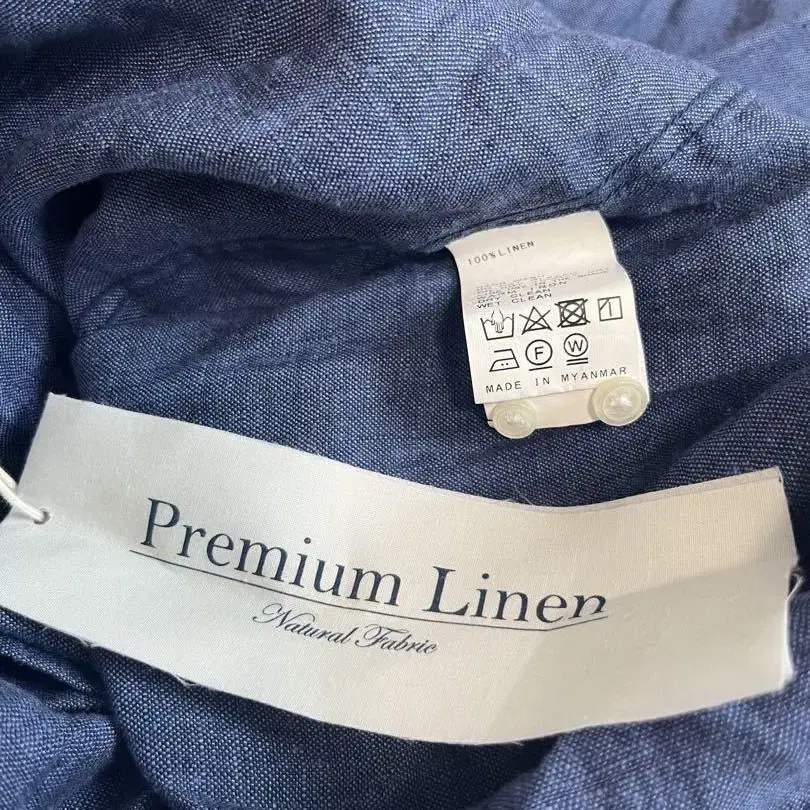 100% LINEN
DRY CLEAN
WET CLEAN
F
W
MADE IN MYANMAR
Premium Linen
Natural Fabric